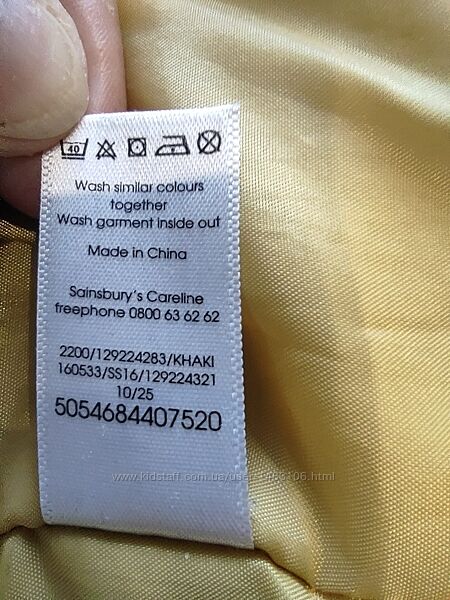 40
Wash similar colours
together
Wash garment inside out
Made in China
Sainsbury's Careline
freephone 0800 63 62 62
2200/129224283/KHAKI
160533/SS16/129224321
10/25
5054684407520